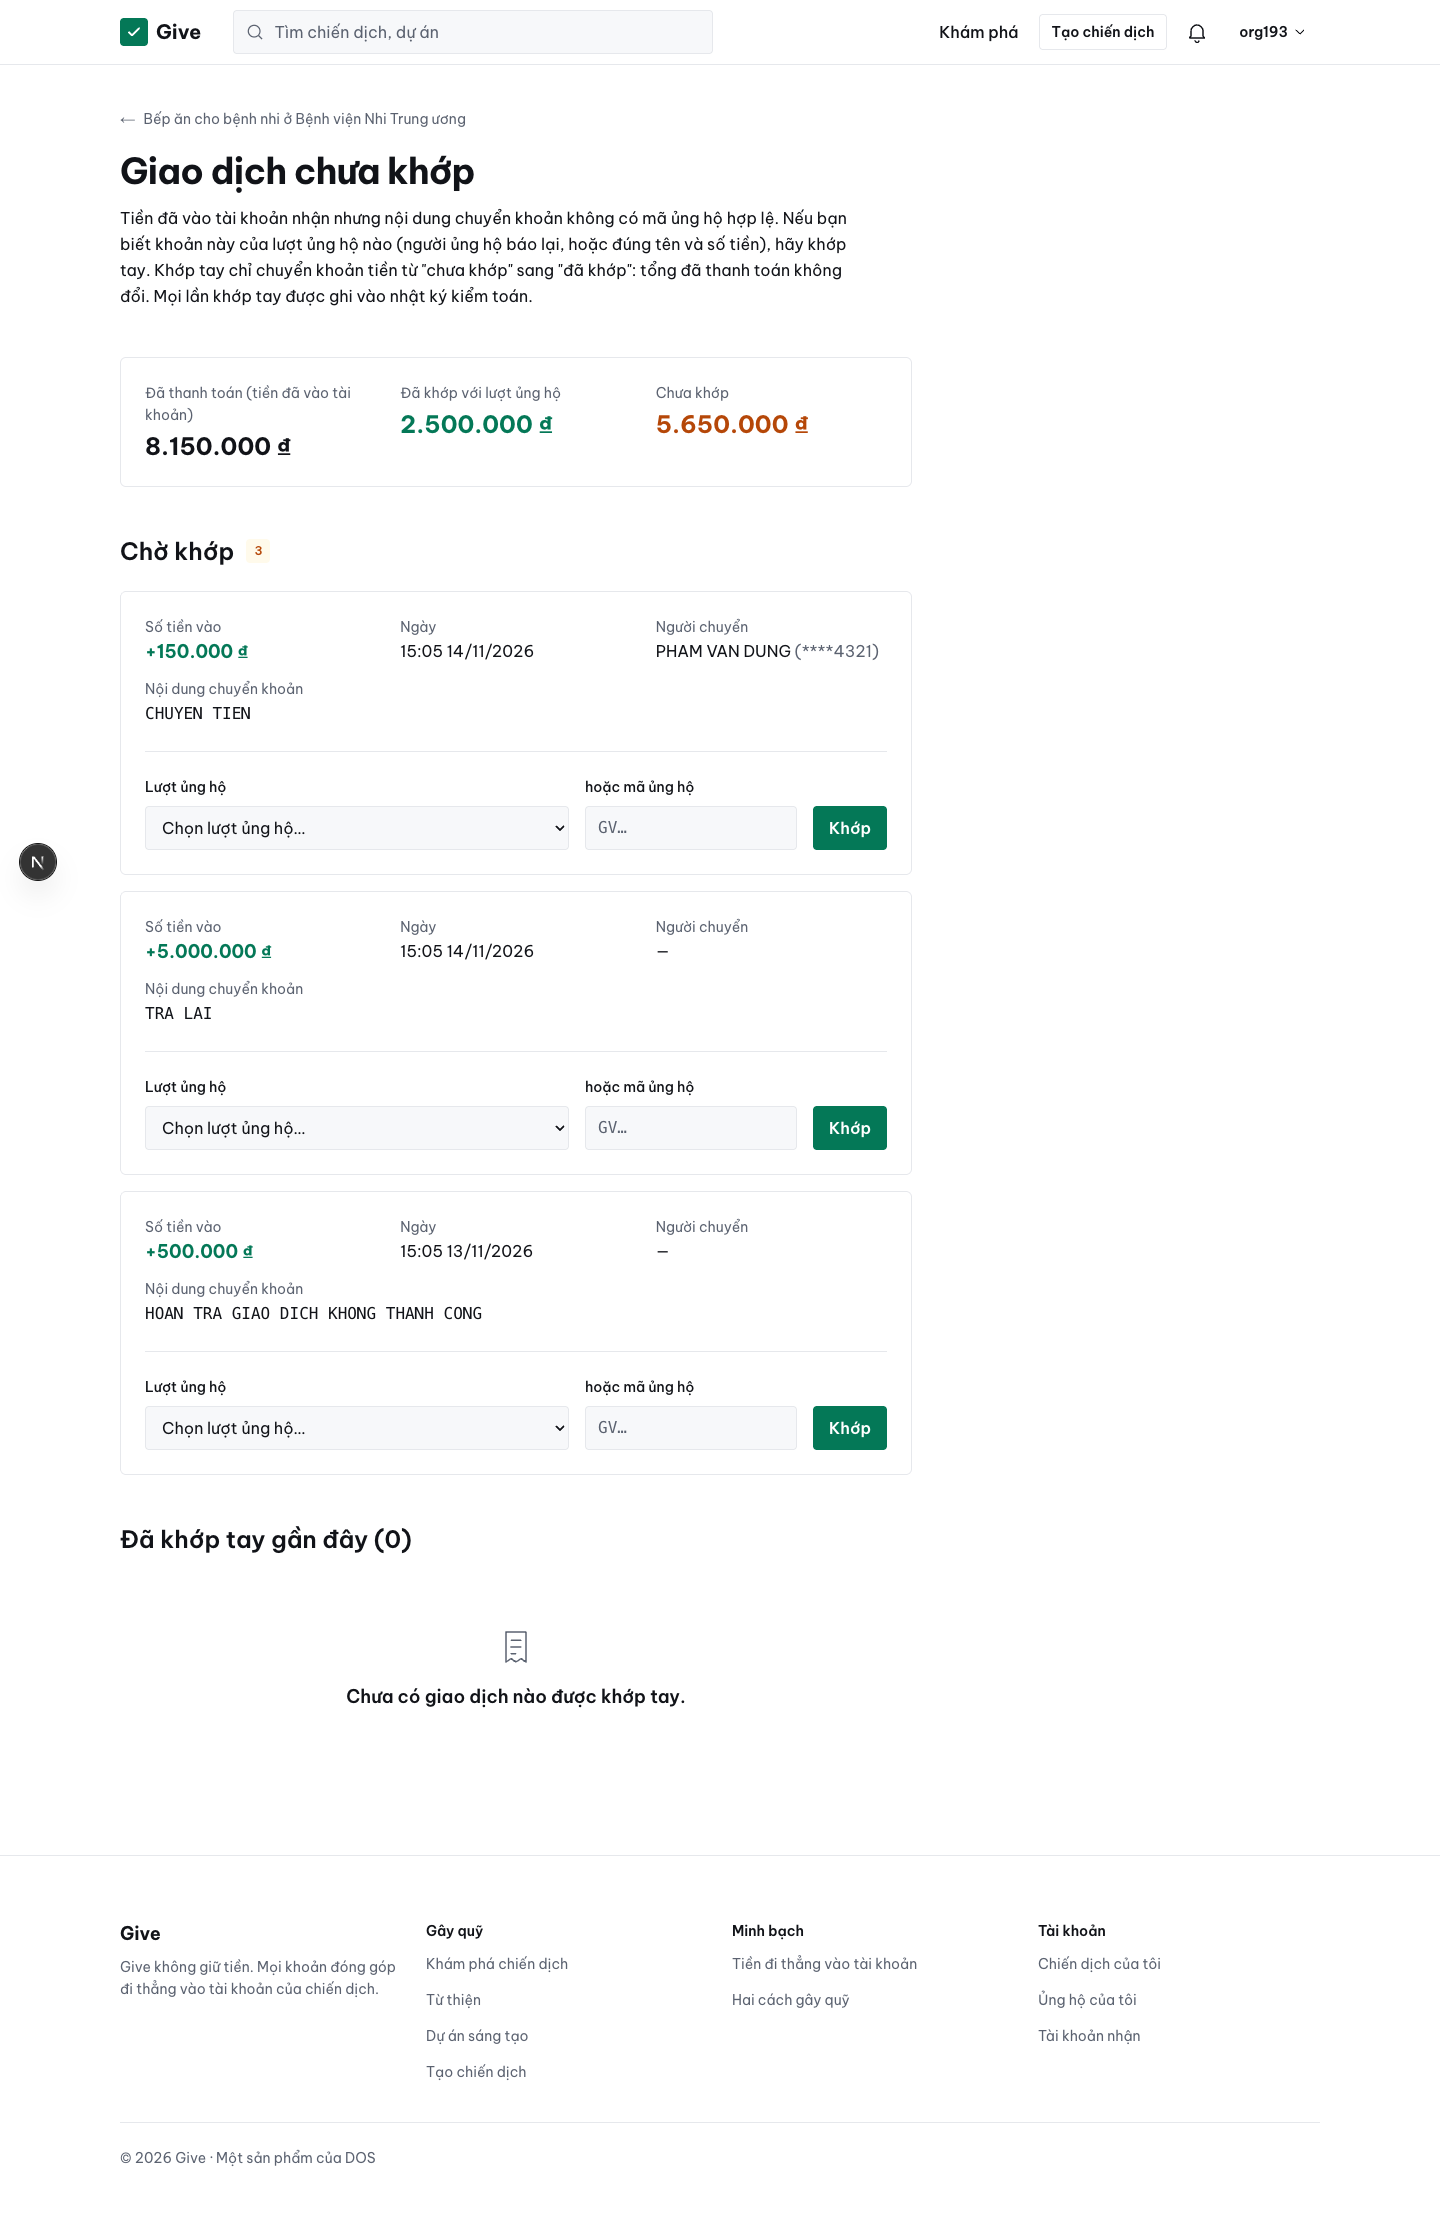 Give
Tìm chiến dịch, dự án
Khám phá
Tạo chiến dịch
org193
← Bếp ăn cho bệnh nhi ở Bệnh viện Nhi Trung ương
Giao dịch chưa khớp
Tiền đã vào tài khoản nhận nhưng nội dung chuyển khoản không có mã ủng hộ hợp lệ. Nếu bạn
biết khoản này của lượt ủng hộ nào (người ủng hộ báo lại, hoặc đúng tên và số tiền), hãy khớp
tay. Khớp tay chỉ chuyển khoản tiền từ "chưa khớp" sang "đã khớp": tổng đã thanh toán không
đổi. Mọi lần khớp tay được ghi vào nhật ký kiểm toán.
Đã thanh toán (tiền đã vào tài
khoản)
8.150.000 ₫
Đã khớp với lượt ủng hộ
2.500.000 ₫
Chưa khớp
5.650.000 ₫
Chờ khớp 3
Số tiền vào
+150.000 ₫
Ngày
15:05 14/11/2026
Người chuyển
PHAM VAN DUNG (****4321)
Nội dung chuyển khoản
CHUYEN TIEN
Lượt ủng hộ
Chọn lượt ủng hộ...
hoặc mã ủng hộ
GV…
Khớp
Số tiền vào
+5.000.000 ₫
Ngày
15:05 14/11/2026
Người chuyển
—
Nội dung chuyển khoản
TRA LAI
Lượt ủng hộ
Chọn lượt ủng hộ...
hoặc mã ủng hộ
GV…
Khớp
Số tiền vào
+500.000 ₫
Ngày
15:05 13/11/2026
Người chuyển
—
Nội dung chuyển khoản
HOAN TRA GIAO DICH KHONG THANH CONG
Lượt ủng hộ
Chọn lượt ủng hộ...
hoặc mã ủng hộ
GV…
Khớp
Đã khớp tay gần đây (0)
Chưa có giao dịch nào được khớp tay.
Give
Give không giữ tiền. Mọi khoản đóng góp
đi thẳng vào tài khoản của chiến dịch.
Gây quỹ
Khám phá chiến dịch
Từ thiện
Dự án sáng tạo
Tạo chiến dịch
Minh bạch
Tiền đi thẳng vào tài khoản
Hai cách gây quỹ
Tài khoản
Chiến dịch của tôi
Ủng hộ của tôi
Tài khoản nhận
© 2026 Give · Một sản phẩm của DOS